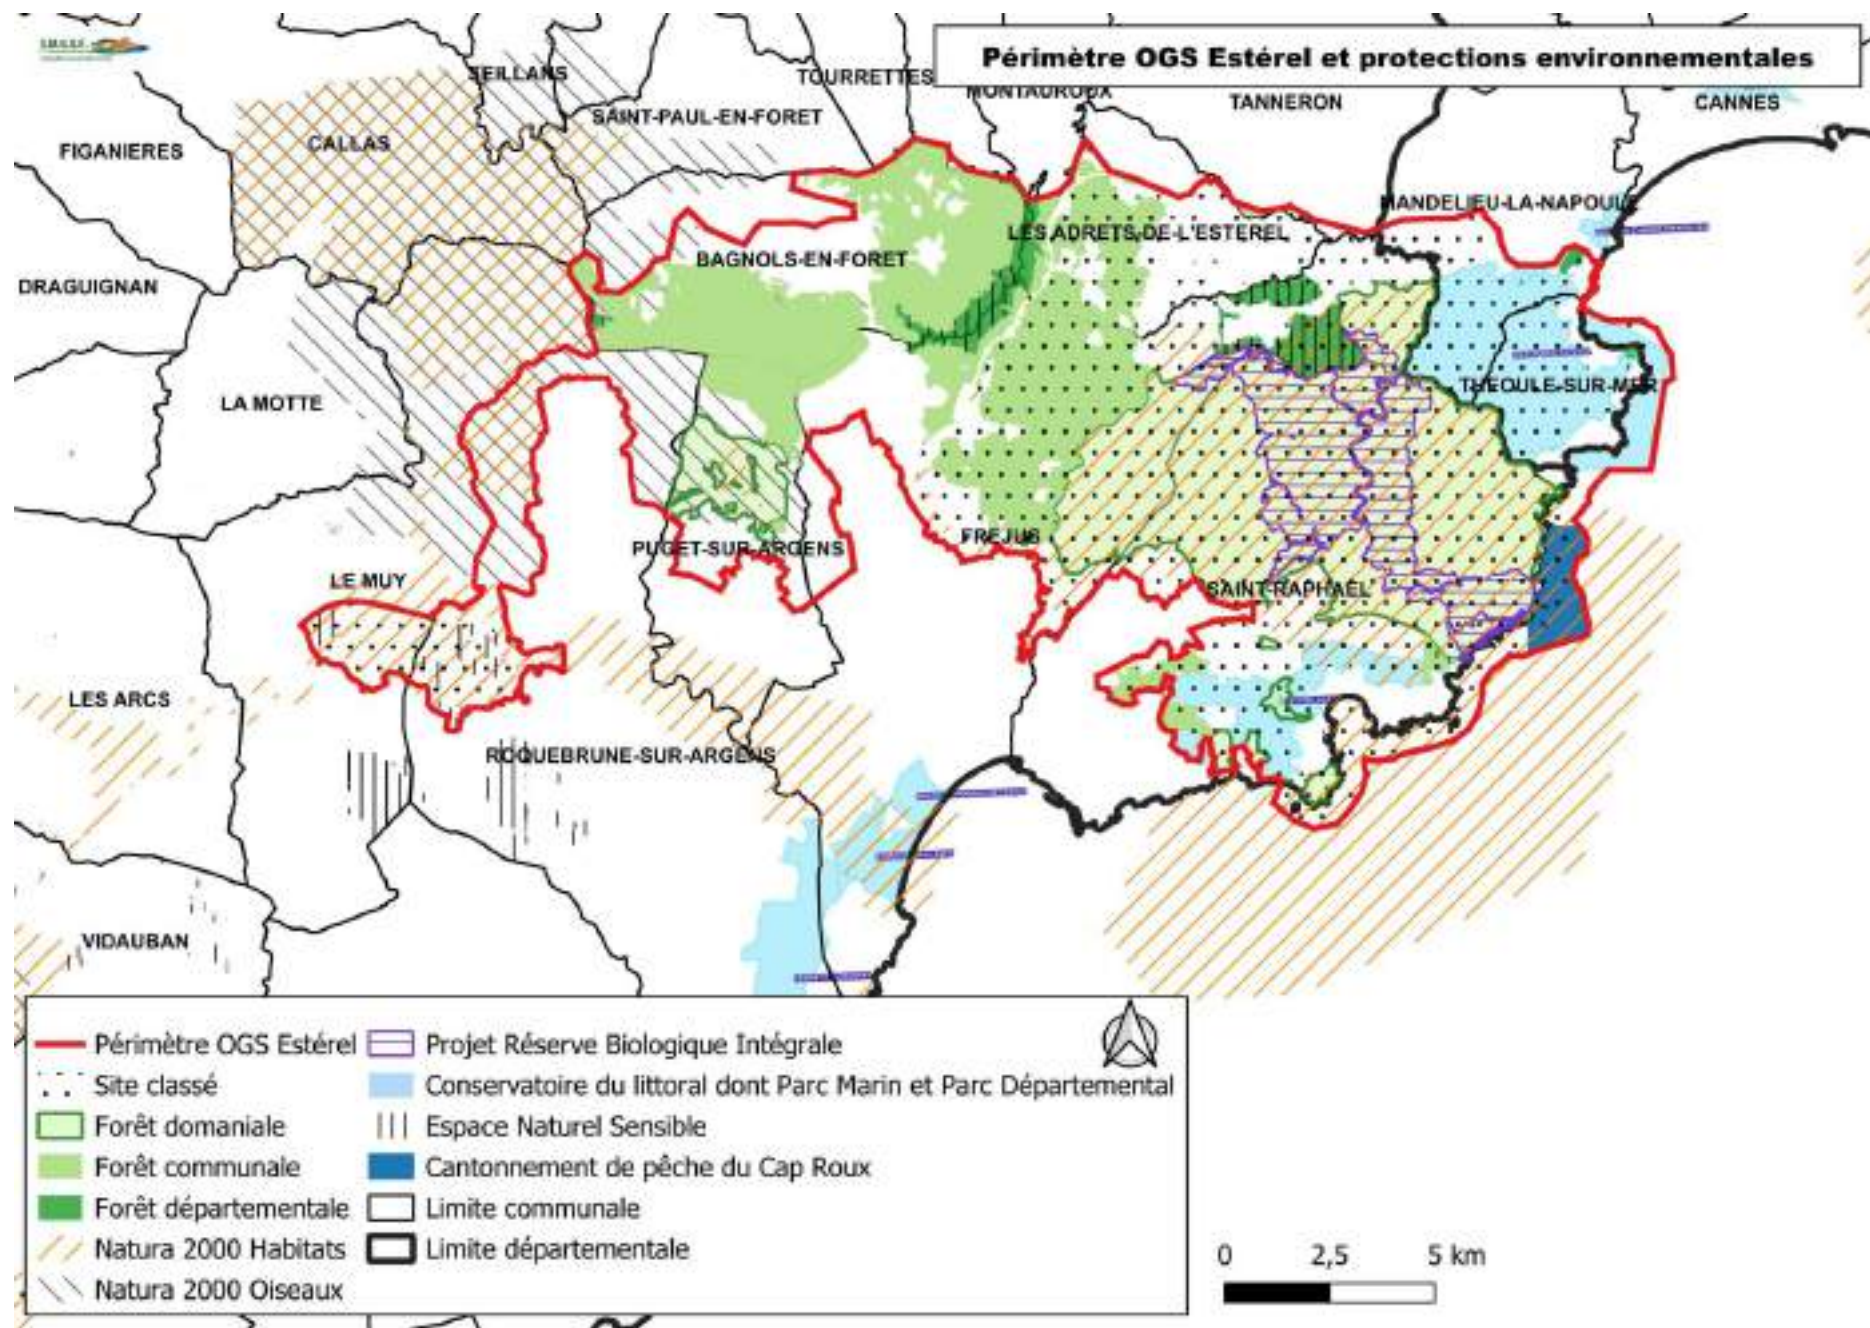 Périmètre OGS Estérel et protections environnementales
SEILLANS
TOURRETTES
MONTAUROUX
TANNERON
CANNES
SAINT-PAUL-EN-FORET
FIGANIERES
CALLAS
MANDELIEU-LA-NAPOULE
LES ADRETS-DE-L'ESTEREL
BAGNOLS-EN-FORET
DRAGUIGNAN
THEOULE-SUR-MER
LA MOTTE
FREJUS
PUGET-SUR-ARGENS
LE MUY
SAINT-RAPHAEL
LES ARCS
ROQUEBRUNE-SUR-ARGENS
VIDAUBAN
Périmètre OGS Estérel
Site classé
Forêt domaniale
Forêt communale
Forêt départementale
Natura 2000 Habitats
Natura 2000 Oiseaux
Projet Réserve Biologique Intégrale
Conservatoire du littoral dont Parc Marin et Parc Départemental
Espace Naturel Sensible
Cantonnement de pêche du Cap Roux
Limite communale
Limite départementale
0 2,5 5 km